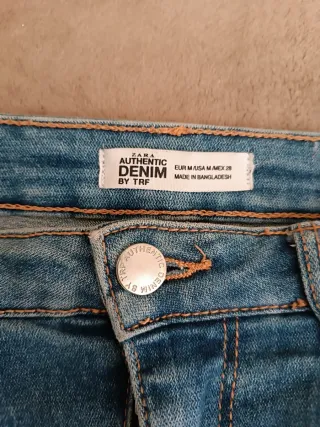 ZARA
AUTHENTIC
DENIM
BY TRF
EUR M/USA M/MEX 28
MADE IN BANGLADESH
AUTHENTIC DENIM BY TRF